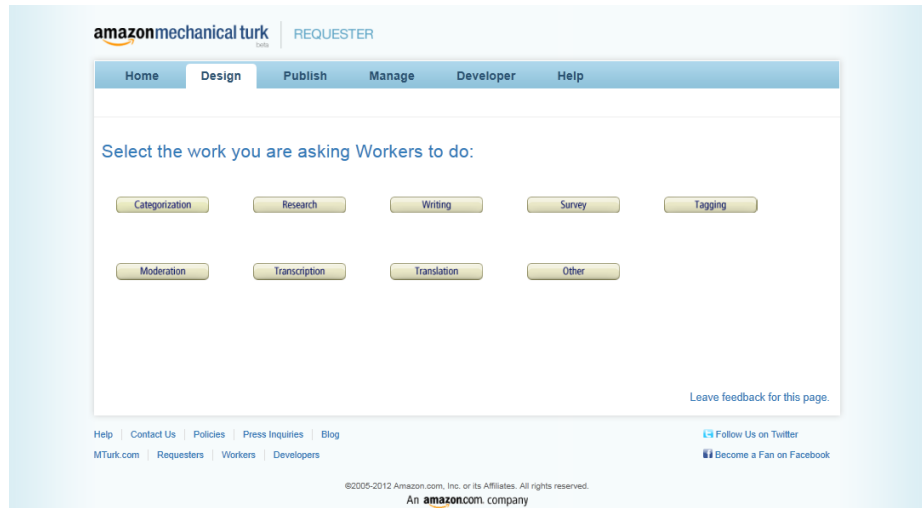 amazonmechanical turk
beta
REQUESTER
Home Design Publish Manage Developer Help
Select the work you are asking Workers to do:
Categorization Research Writing Survey Tagging
Moderation Transcription Translation Other
Leave feedback for this page.
Help | Contact Us | Policies | Press Inquiries | Blog
Follow Us on Twitter
MTurk.com | Requesters | Workers | Developers
Become a Fan on Facebook
©2005-2012 Amazon.com, Inc. or its Affiliates. All rights reserved.
An amazon.com. company